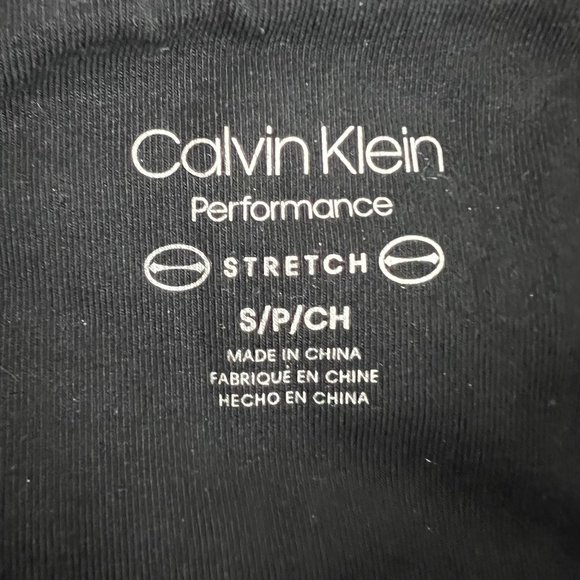 Calvin Klein
Performance
STRETCH
S/P/CH
MADE IN CHINA
FABRIQUÉ EN CHINE
HECHO EN CHINA